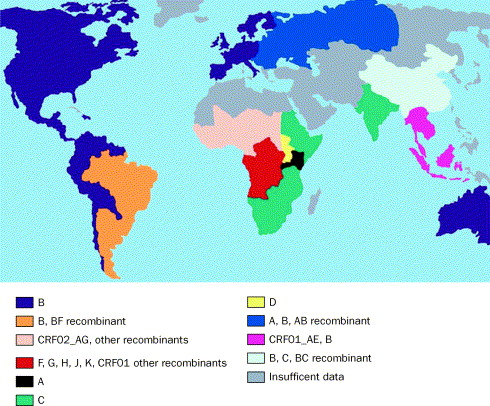 B
B, BF recombinant
CRF02_AG, other recombinants
F, G, H, J, K, CRF01 other recombinants
A
C
D
A, B, AB recombinant
CRF01_AE, B
B, C, BC recombinant
Insufficent data